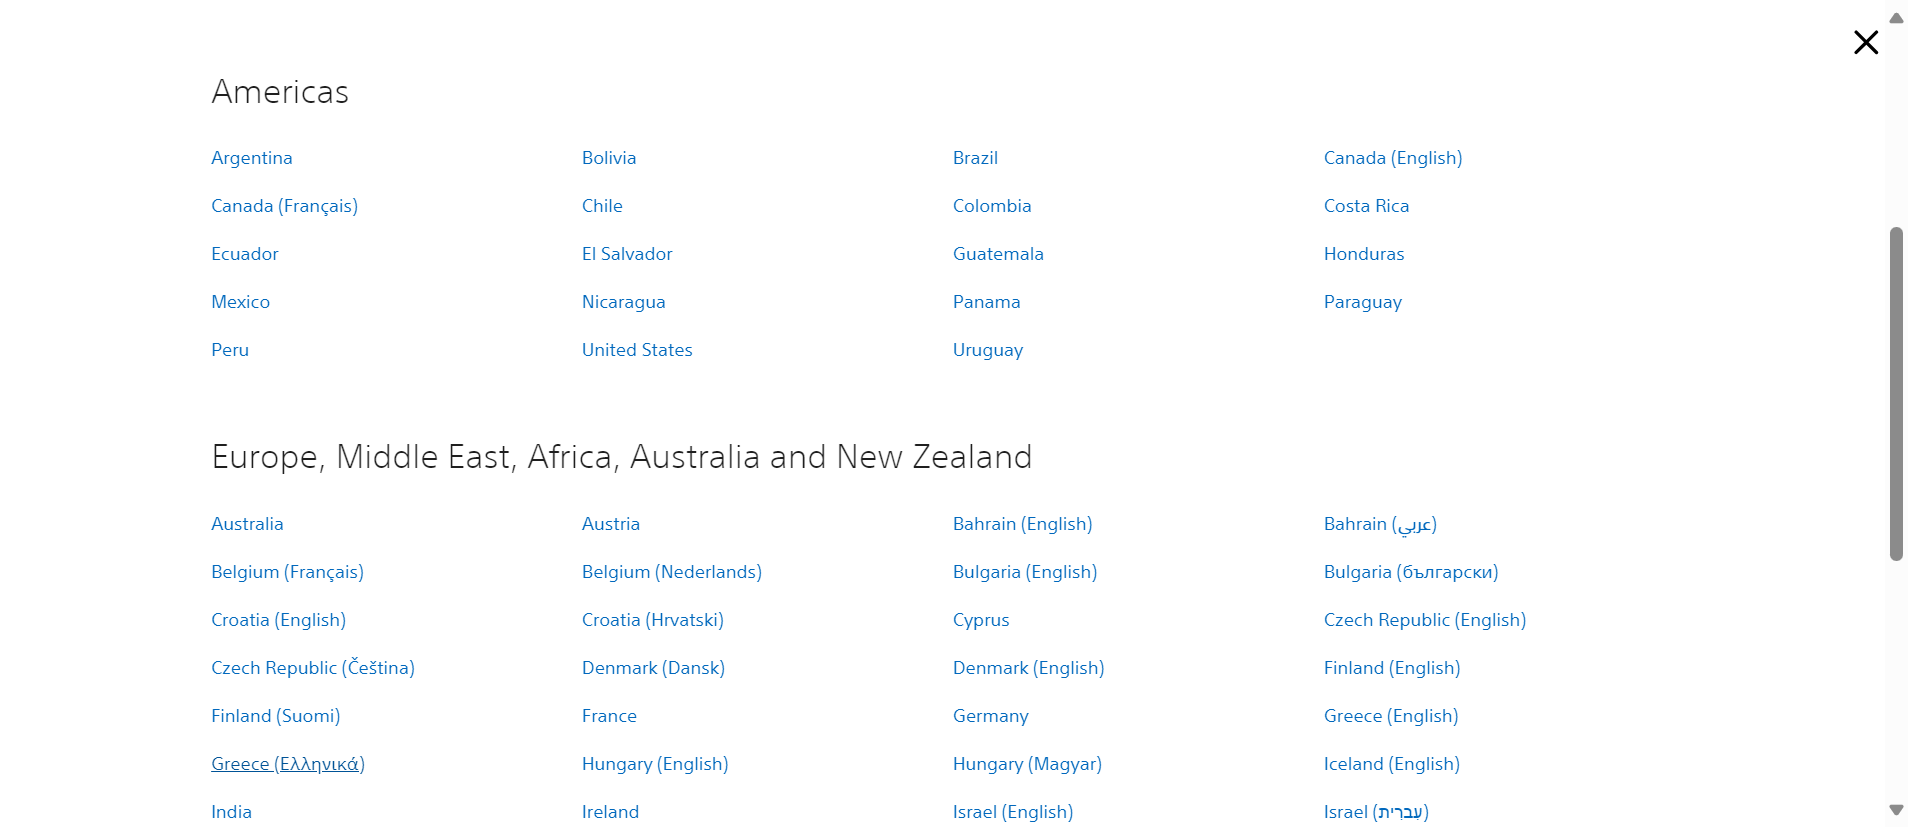 Americas
Argentina Bolivia Brazil Canada (English)
Canada (Français) Chile Colombia Costa Rica
Ecuador El Salvador Guatemala Honduras
Mexico Nicaragua Panama Paraguay
Peru United States Uruguay
Europe, Middle East, Africa, Australia and New Zealand
Australia Austria Bahrain (English) Bahrain (عربي)
Belgium (Français) Belgium (Nederlands) Bulgaria (English) Bulgaria (български)
Croatia (English) Croatia (Hrvatski) Cyprus Czech Republic (English)
Czech Republic (Čeština) Denmark (Dansk) Denmark (English) Finland (English)
Finland (Suomi) France Germany Greece (English)
Greece (Ελληνικά) Hungary (English) Hungary (Magyar) Iceland (English)
India Ireland Israel (English) Israel (עִברִית)